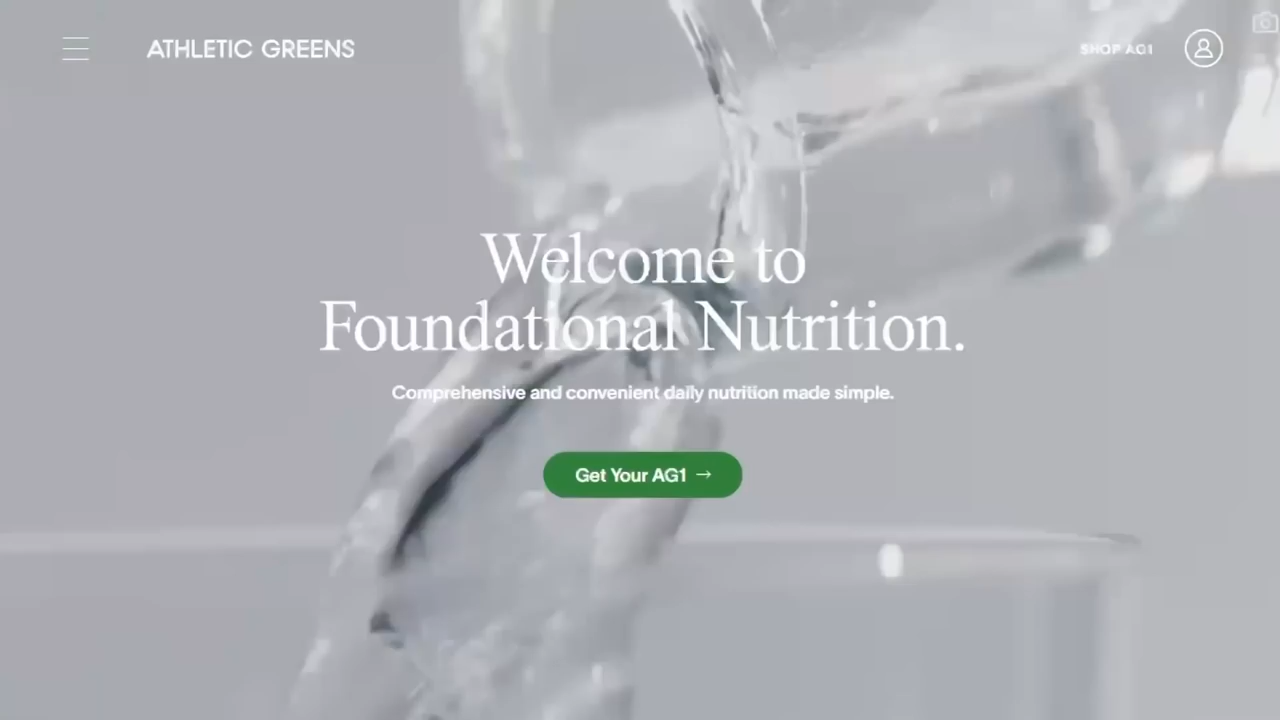 ATHLETIC GREENS
SHOP AG1
Welcome to
Foundational Nutrition.
Comprehensive and convenient daily nutrition made simple.
Get Your AG1 →